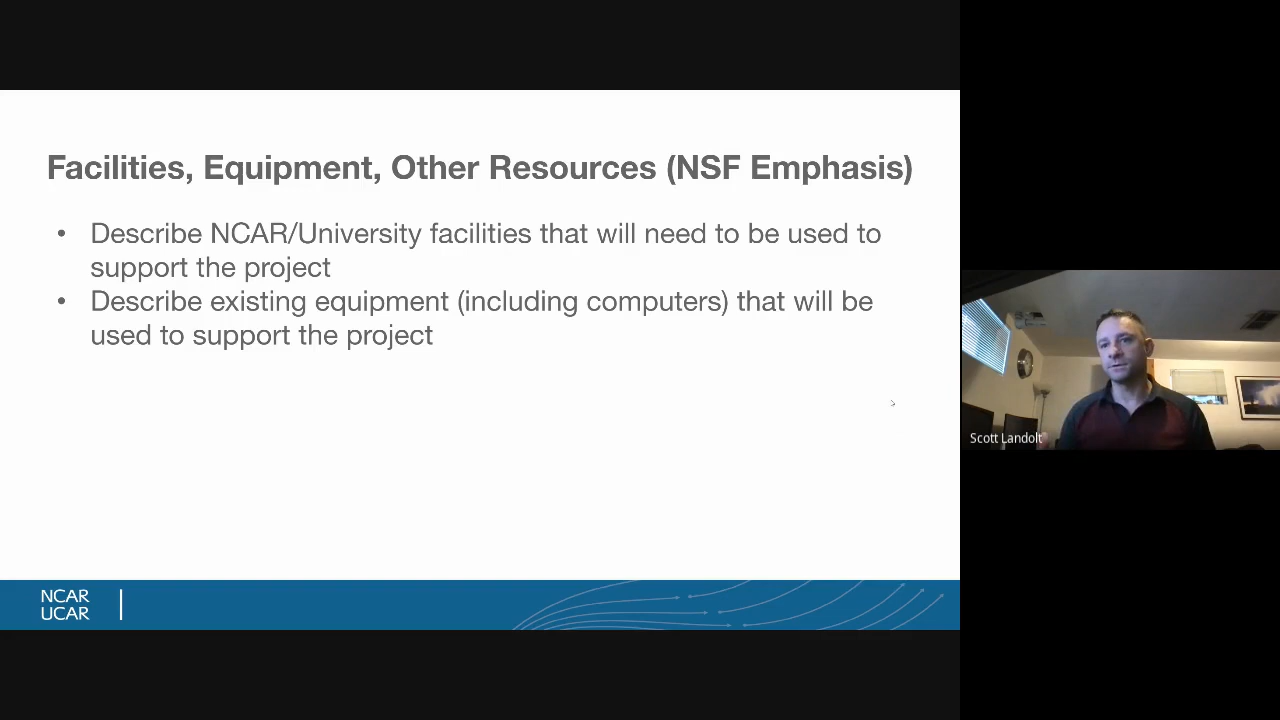 Facilities, Equipment, Other Resources (NSF Emphasis)
• Describe NCAR/University facilities that will need to be used to
support the project
• Describe existing equipment (including computers) that will be
used to support the project
Scott Landolt
NCAR
UCAR